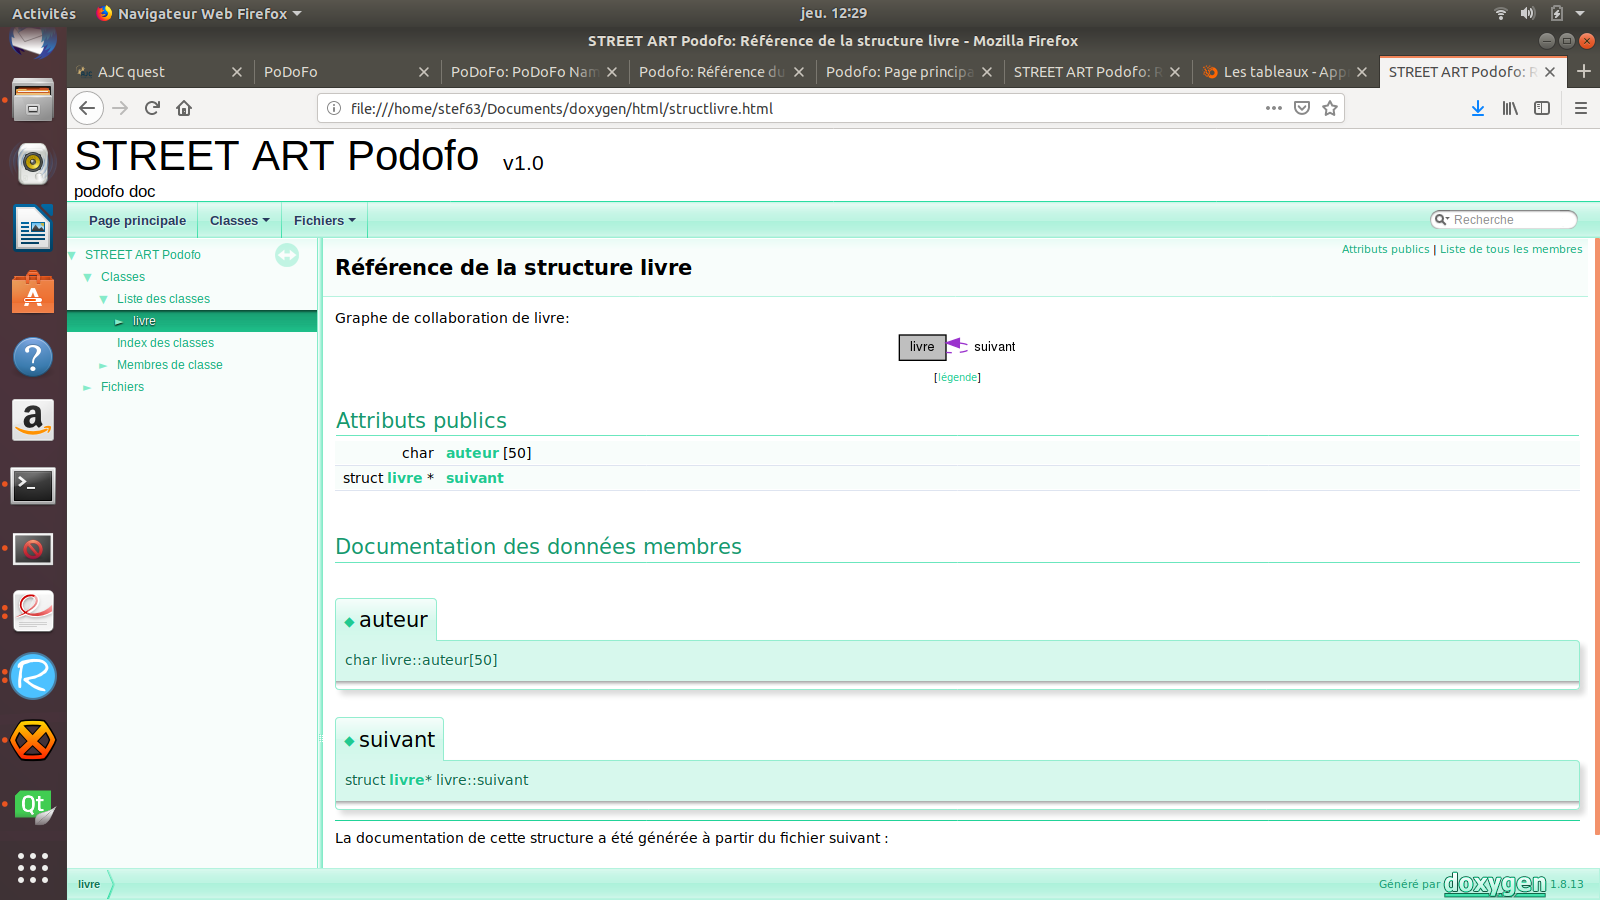 Activités
Navigateur Web Firefox
jeu. 12:29
STREET ART Podofo: Référence de la structure livre - Mozilla Firefox
AJC quest
PoDoFo
PoDoFo: PoDoFo Nam
Podofo: Référence du
Podofo: Page principa
STREET ART Podofo: R
Les tableaux - App
STREET ART Podofo: R
file:///home/stef63/Documents/doxygen/html/structlivre.html
STREET ART Podofo v1.0
podofo doc
Page principale
Classes
Fichiers
Recherche
STREET ART Podofo
Classes
Liste des classes
livre
Index des classes
Membres de classe
Fichiers
Attributs publics | Liste de tous les membres
Référence de la structure livre
Graphe de collaboration de livre:
livre
suivant
[légende]
Attributs publics
char auteur [50]
struct livre * suivant
Documentation des données membres
◆ auteur
char livre::auteur[50]
◆ suivant
struct livre* livre::suivant
La documentation de cette structure a été générée à partir du fichier suivant :
livre
Généré par doxygen 1.8.13